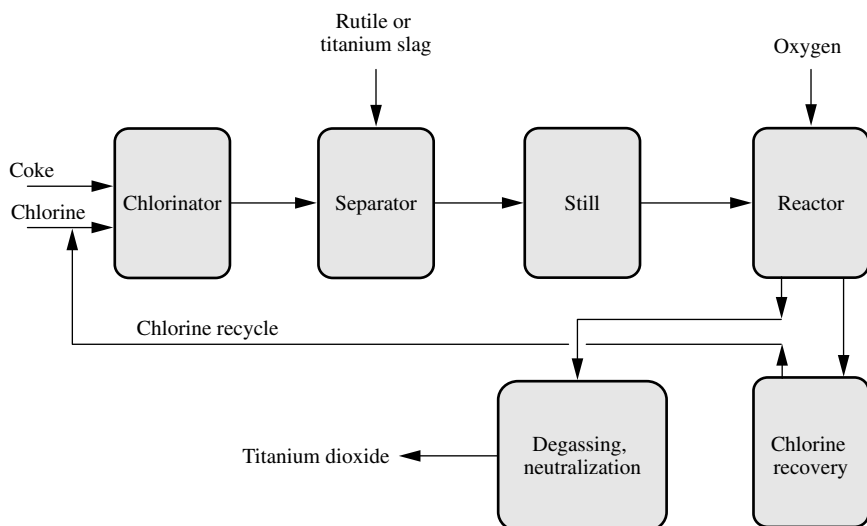 Rutile or
titanium slag
Oxygen
Coke
Chlorine
Chlorinator
Separator
Still
Reactor
Chlorine recycle
Titanium dioxide
Degassing,
neutralization
Chlorine
recovery